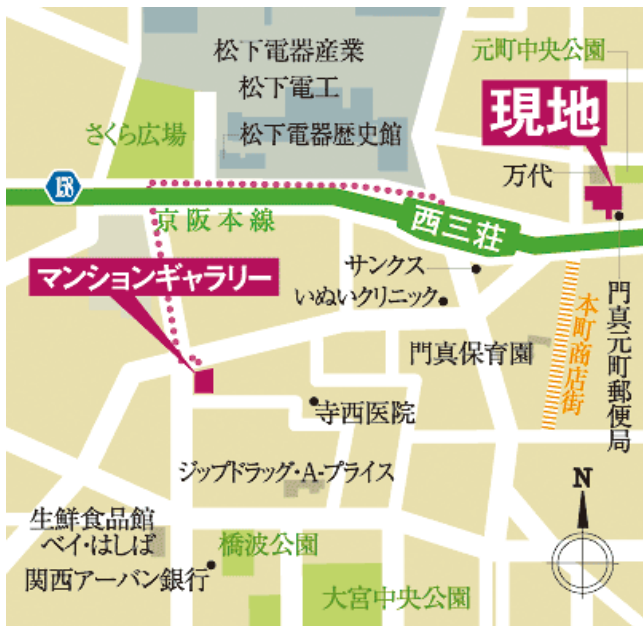 松下電器産業
松下電工
元町中央公園
現地
さくら広場
松下電器歴史館
万代
158
京阪本線
西三荘
マンションギャラリー
サンクス
いぬいクリニック
門真保育園
本町商店街
門真元町郵便局
寺西医院
ジップドラッグ・A-プライス
N
生鮮食品館
ベイ・はしば
橋波公園
関西アーバン銀行
大宮中央公園